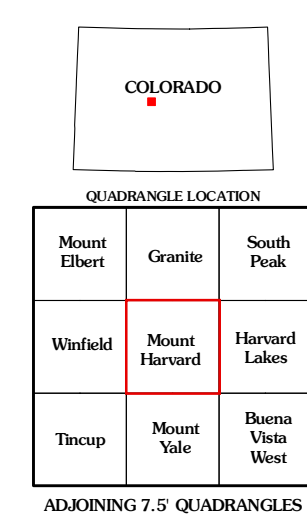 COLORADO
QUADRANGLE LOCATION
Mount
Elbert
Granite
South
Peak
Winfield
Mount
Harvard
Harvard
Lakes
Tincup
Mount
Yale
Buena
Vista
West
ADJOINING 7.5' QUADRANGLES